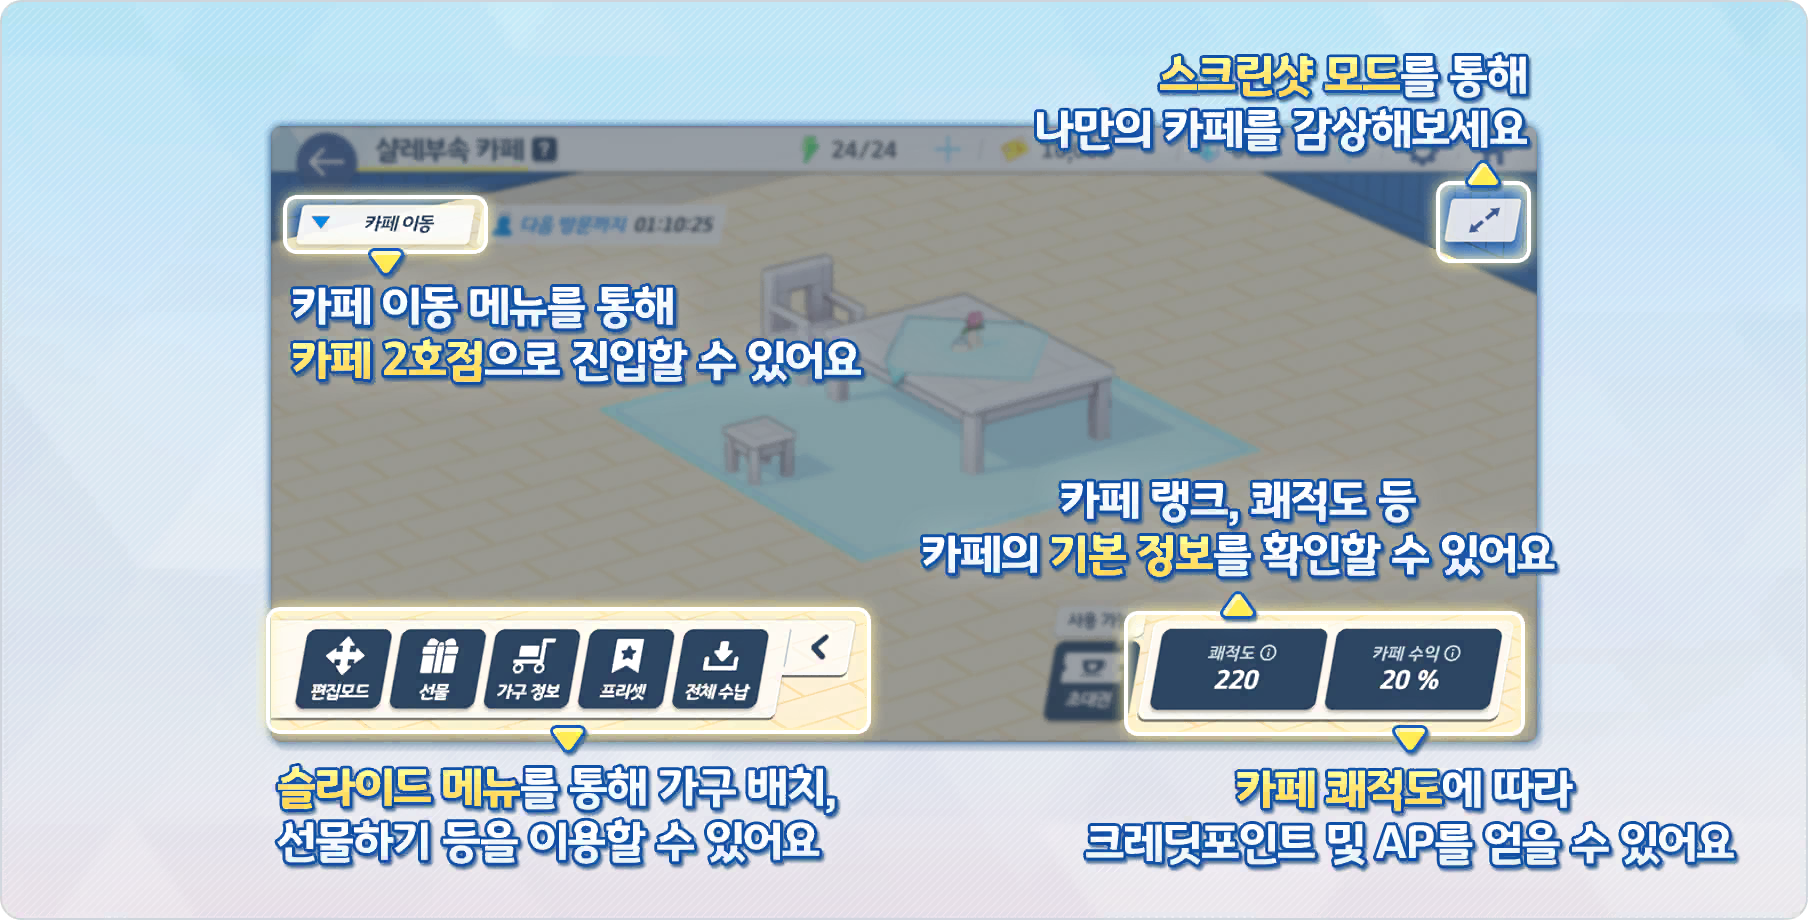 스크린샷 모드를 통해
나만의 카페를 감상해보세요
샬레부속 카페 ?
24/24
카페 이동
다음 방문까지 01:10:25
카페 이동 메뉴를 통해
카페 2호점으로 진입할 수 있어요
카페 랭크, 쾌적도 등
카페의 기본 정보를 확인할 수 있어요
사용
초대권
편집모드
선물
가구 정보
프리셋
전체 수납
쾌적도
220
카페 수익
20 %
슬라이드 메뉴를 통해 가구 배치,
선물하기 등을 이용할 수 있어요
카페 쾌적도에 따라
크레딧포인트 및 AP를 얻을 수 있어요